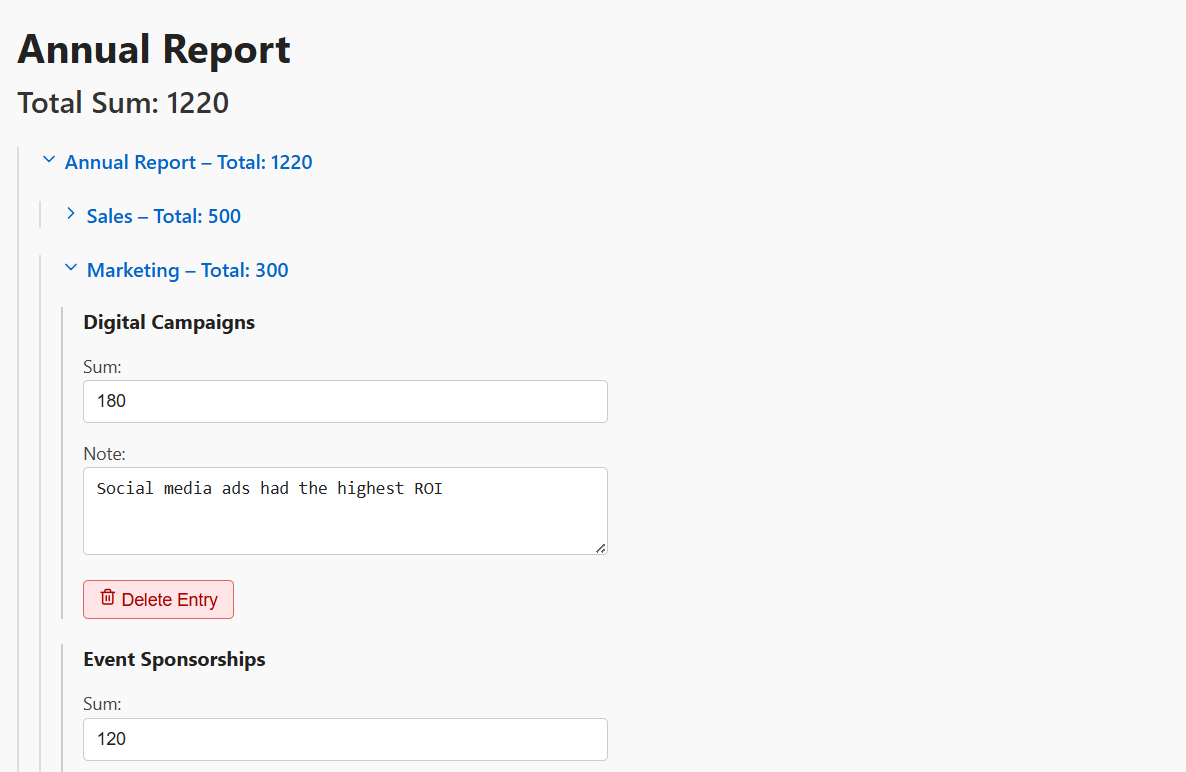 Annual Report
Total Sum: 1220
Annual Report – Total: 1220
Sales – Total: 500
Marketing – Total: 300
Digital Campaigns
Sum:
180
Note:
Social media ads had the highest ROI
Delete Entry
Event Sponsorships
Sum:
120